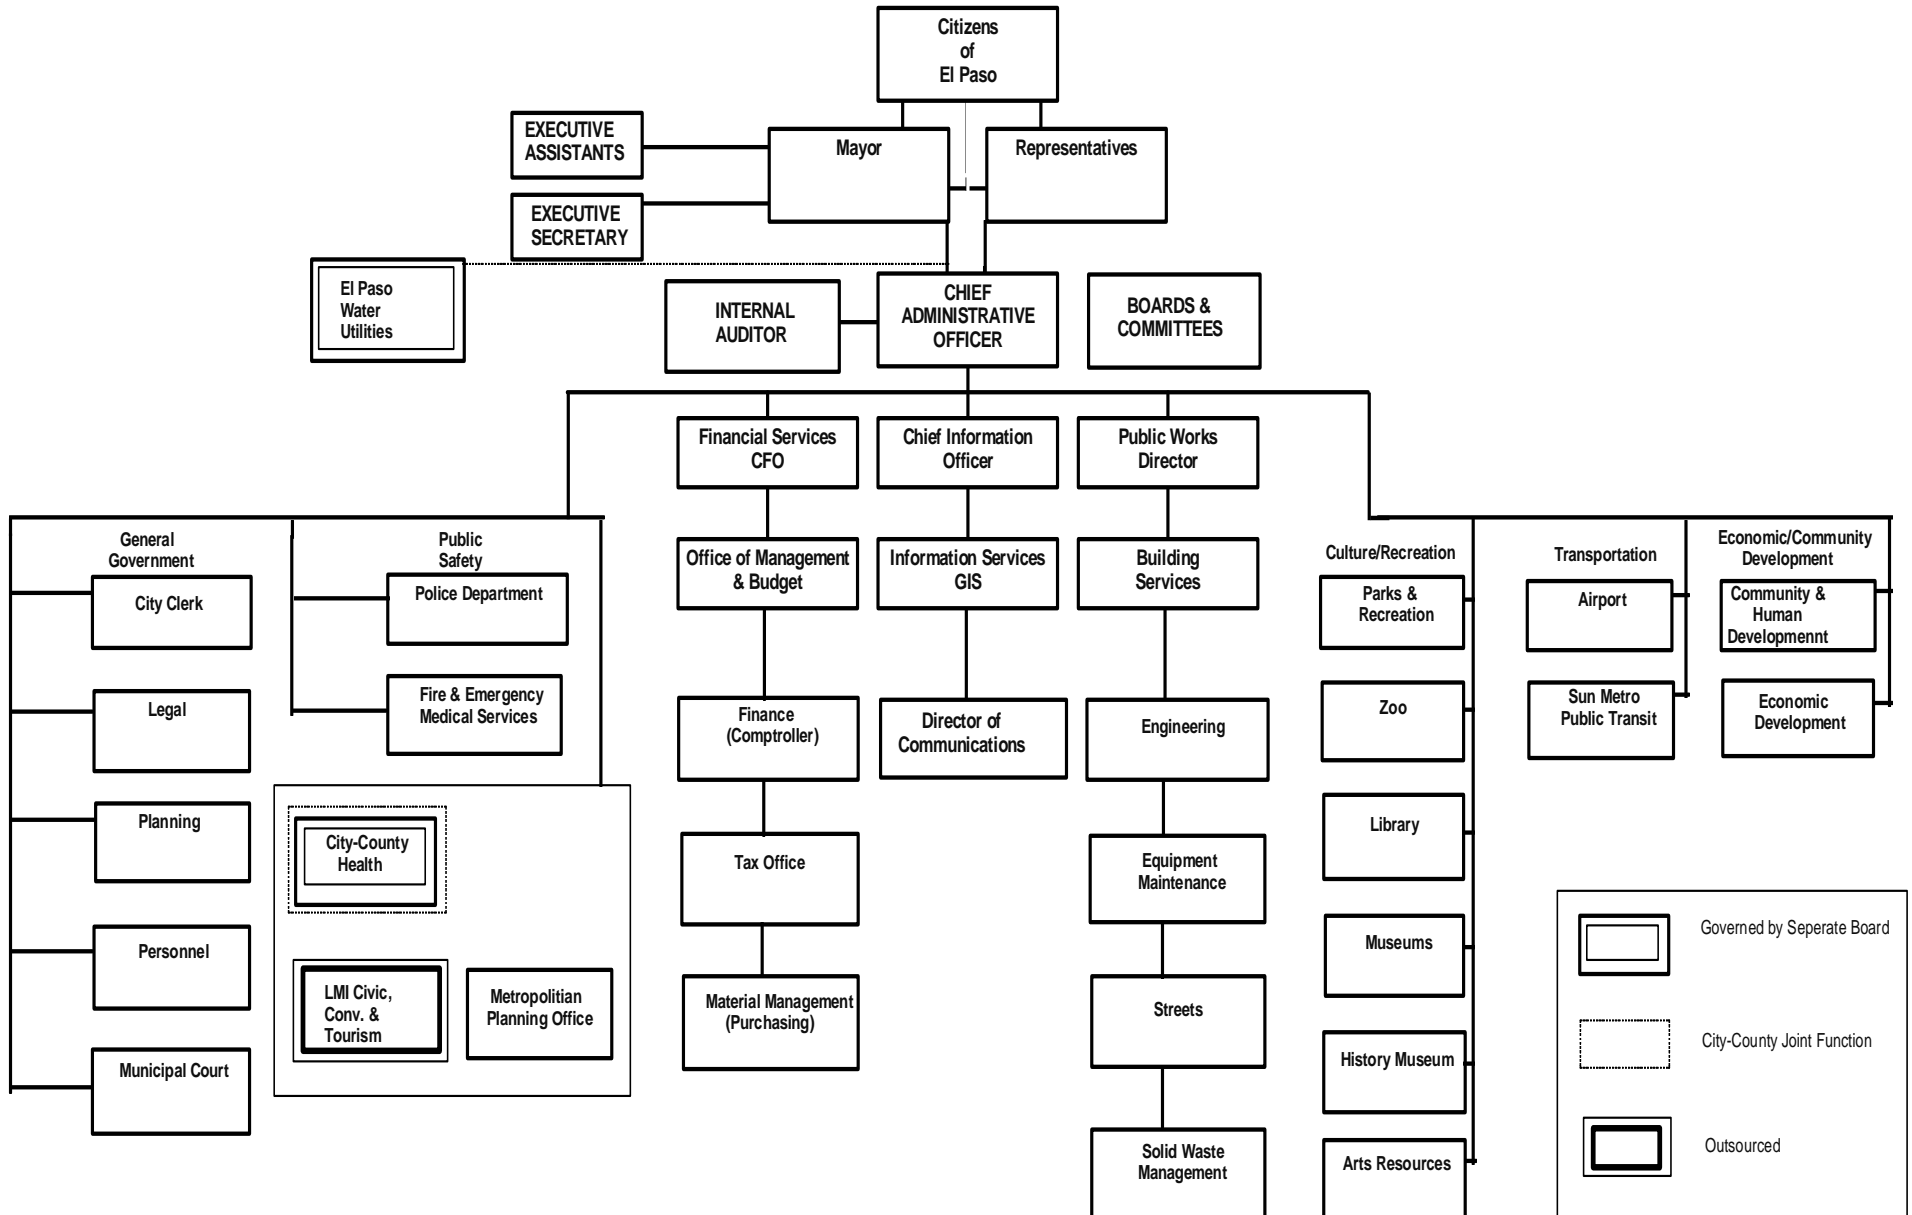 Citizens
of
El Paso
EXECUTIVE
ASSISTANTS
Mayor
Representatives
EXECUTIVE
SECRETARY
El Paso
Water
Utilities
INTERNAL
AUDITOR
CHIEF
ADMINISTRATIVE
OFFICER
BOARDS &
COMMITTEES
Financial Services
CFO
Chief Information
Officer
Public Works
Director
General
Government
City Clerk
Legal
Planning
Personnel
Municipal Court
Public
Safety
Police Department
Fire & Emergency
Medical Services
City-County
Health
LMI Civic,
Conv. &
Tourism
Metropolitian
Planning Office
Office of Management
& Budget
Finance
(Comptroller)
Tax Office
Material Management
(Purchasing)
Information Services
GIS
Director of
Communications
Building
Services
Engineering
Equipment
Maintenance
Streets
Solid Waste
Management
Culture/Recreation
Parks &
Recreation
Zoo
Library
Museums
History Museum
Arts Resources
Transportation
Airport
Sun Metro
Public Transit
Economic/Community
Development
Community &
Human
Developmennt
Economic
Development
Governed by Seperate Board
City-County Joint Function
Outsourced